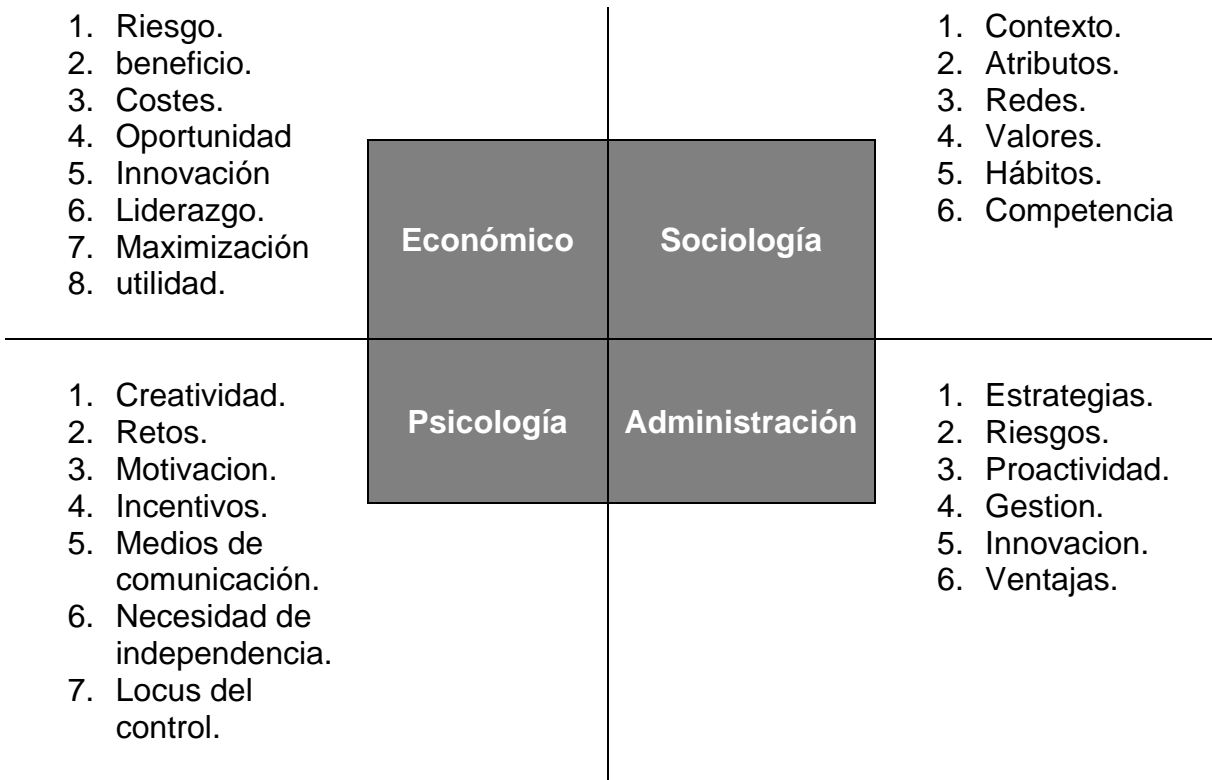 1. Riesgo.
2. beneficio.
3. Costes.
4. Oportunidad
5. Innovación
6. Liderazgo.
7. Maximización
8. utilidad.
Económico
Sociología
1. Contexto.
2. Atributos.
3. Redes.
4. Valores.
5. Hábitos.
6. Competencia
1. Creatividad.
2. Retos.
3. Motivacion.
4. Incentivos.
5. Medios de
comunicación.
6. Necesidad de
independencia.
7. Locus del
control.
Psicología
Administración
1. Estrategias.
2. Riesgos.
3. Proactividad.
4. Gestion.
5. Innovacion.
6. Ventajas.